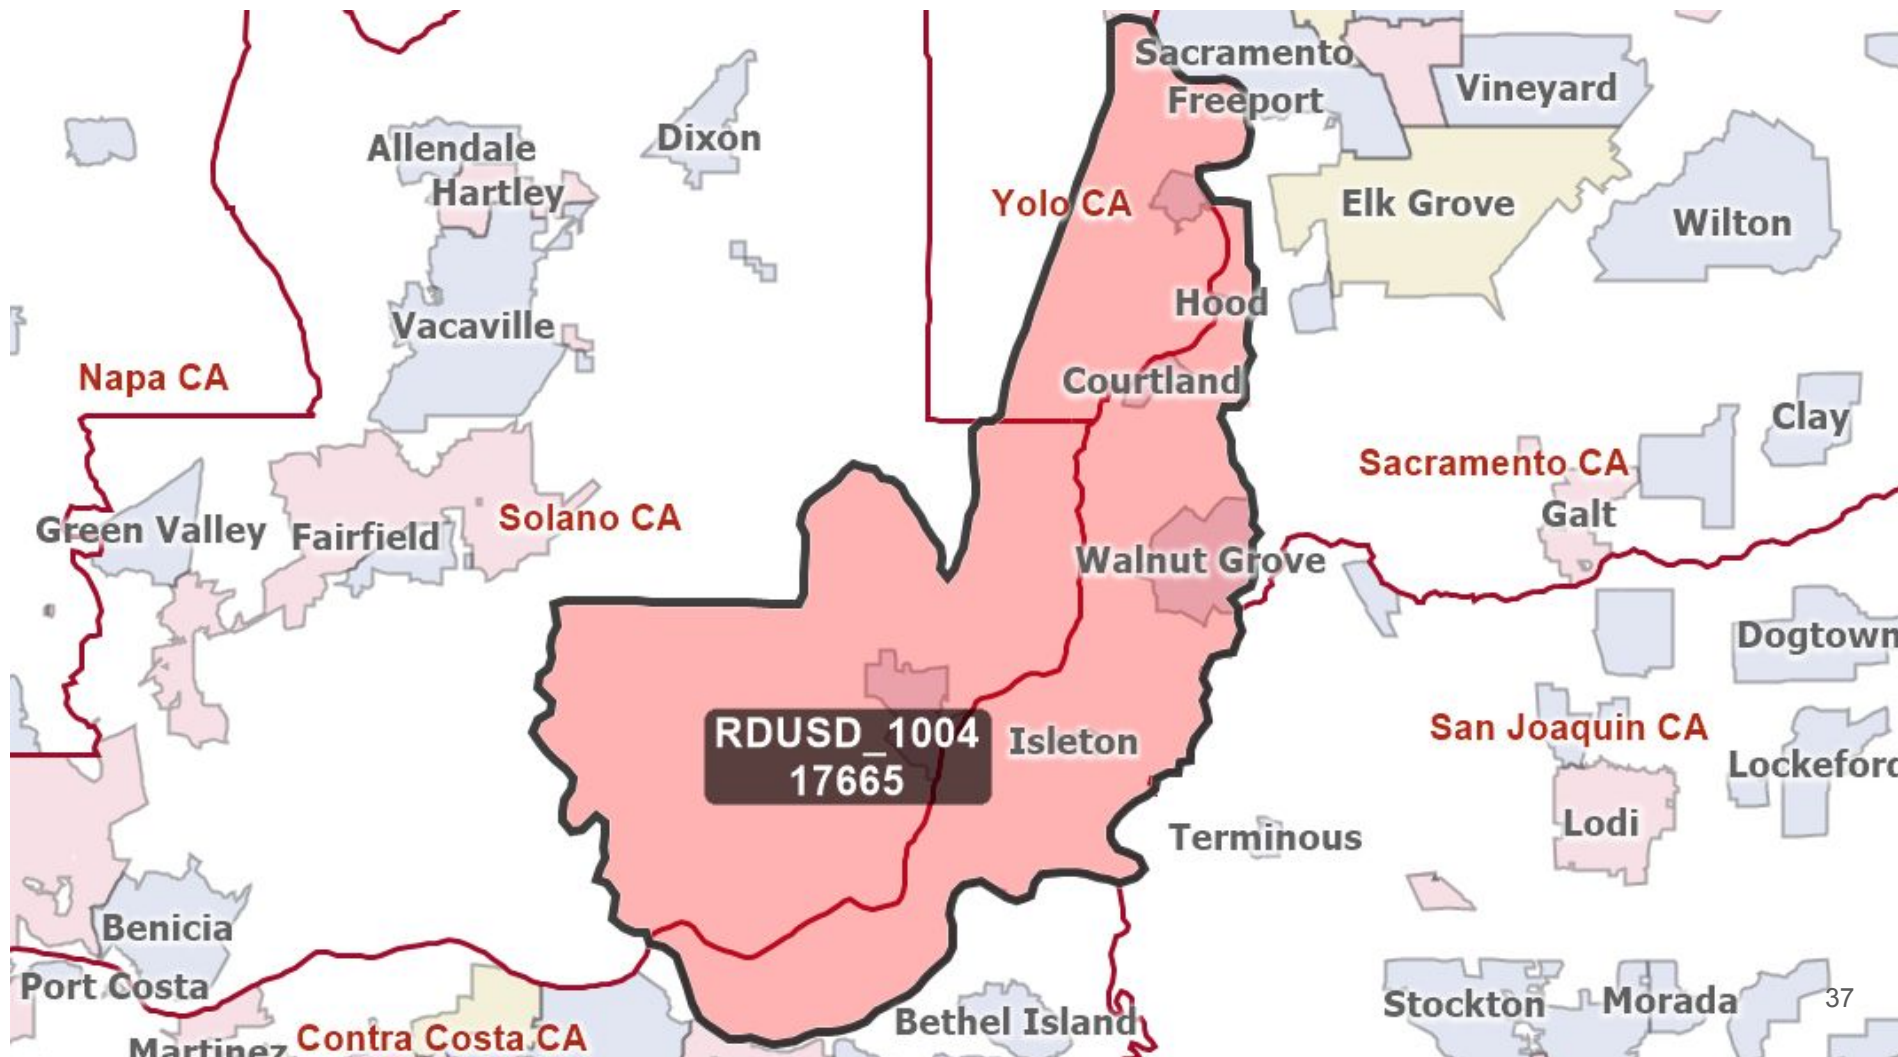 Sacramento
Vineyard
Freeport
Dixon
Allendale
Hartley
Yolo CA
Elk Grove
Wilton
Hood
Vacaville
Napa CA
Courtland
Clay
Sacramento CA
Galt
Green Valley
Fairfield
Solano CA
Walnut Grove
Dogtown
RDUSD_1004
17665
Isleton
San Joaquin CA
Lockeford
Terminous
Lodi
Benicia
Port Costa
Bethel Island
Stockton
Morada
37
Contra Costa CA
Martinez